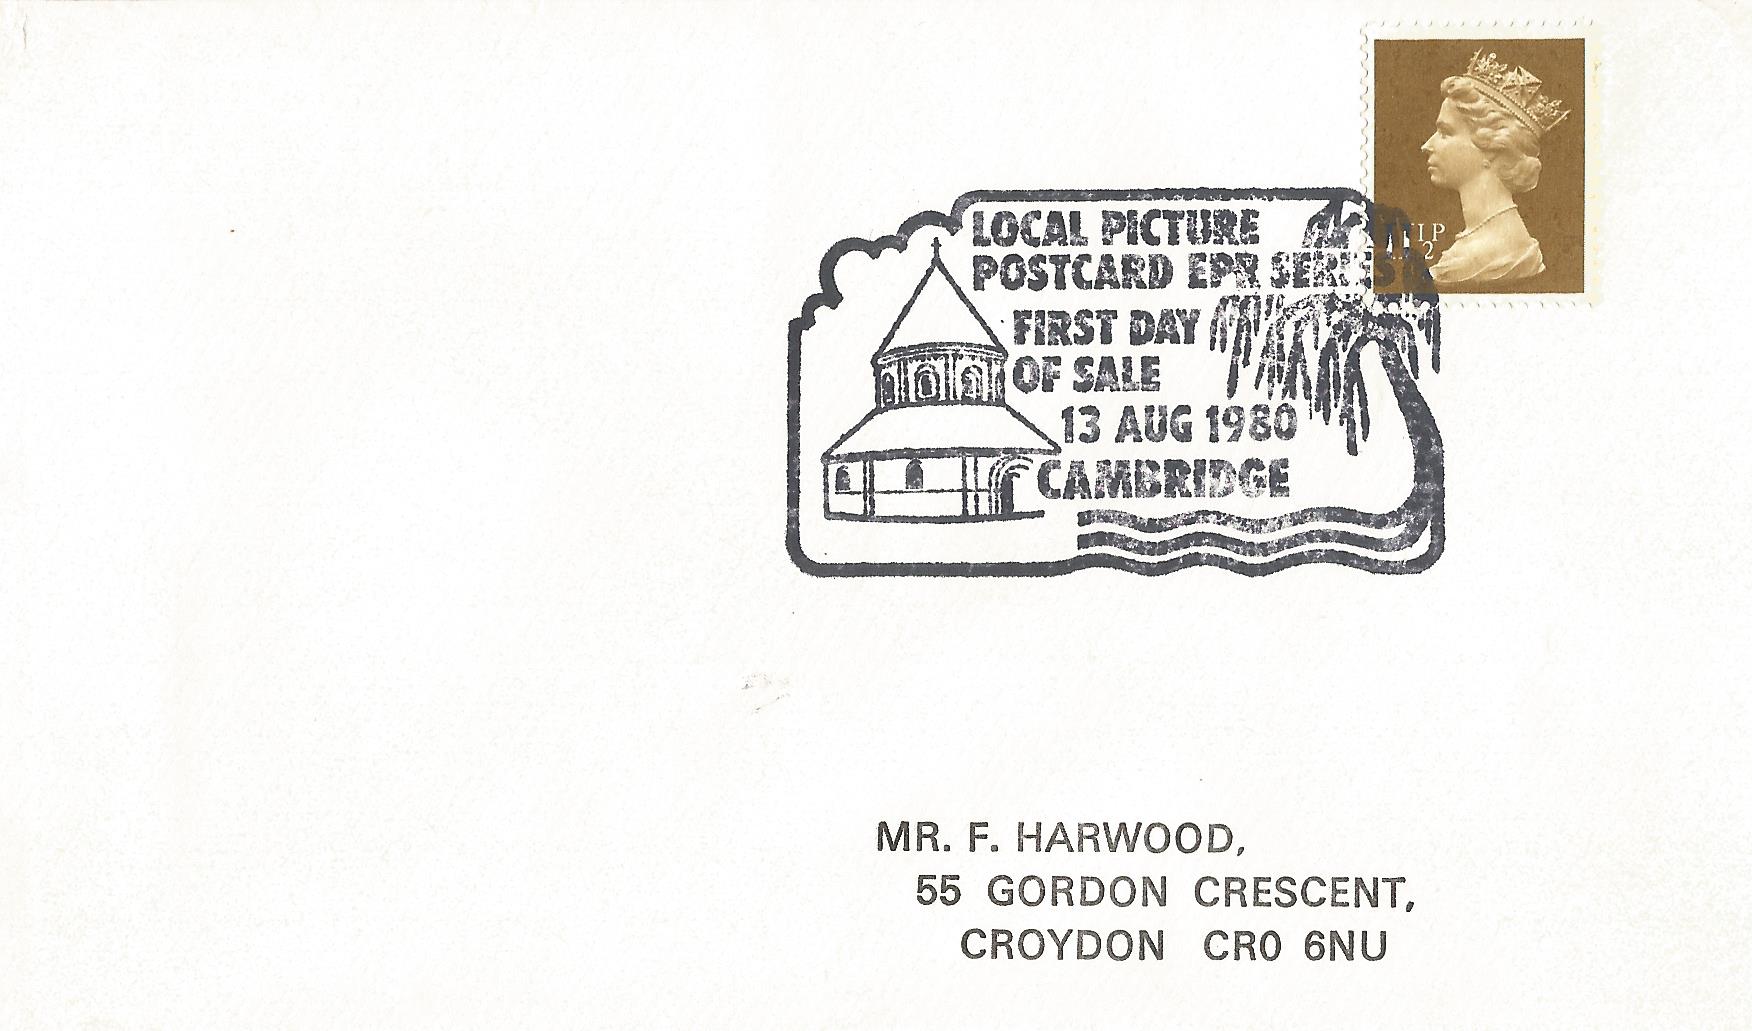 LOCAL PICTURE
POSTCARD EPR SERIES
FIRST DAY
OF SALE
13 AUG 1980
CAMBRIDGE
MR. F. HARWOOD,
55 GORDON CRESCENT,
CROYDON CR0 6NU